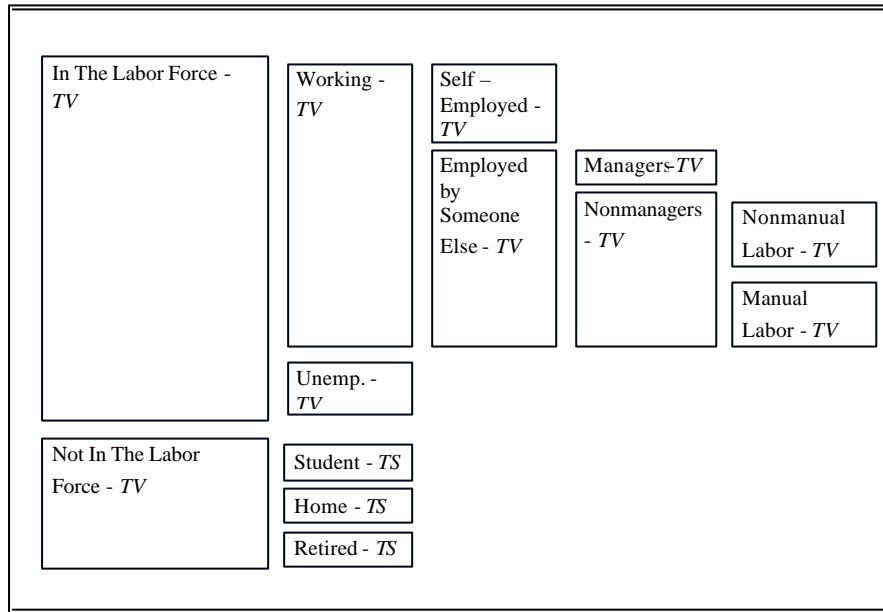 In The Labor Force -
TV
Working -
TV
Self –
Employed -
TV
Employed
by
Someone
Else - TV
Managers-TV
Nonmanagers
- TV
Nonmanual
Labor - TV
Manual
Labor - TV
Unemp. -
TV
Not In The Labor
Force - TV
Student - TS
Home - TS
Retired - TS